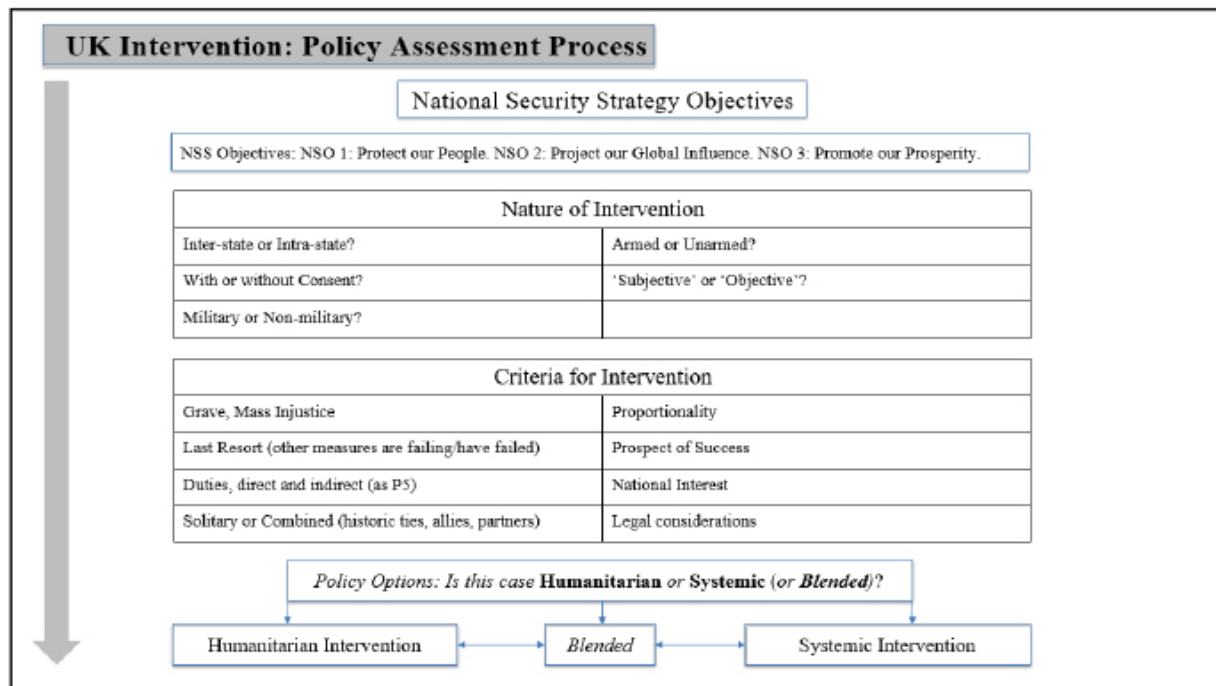 UK Intervention: Policy Assessment Process
National Security Strategy Objectives
NSS Objectives: NSO 1: Protect our People. NSO 2: Project our Global Influence. NSO 3: Promote our Prosperity.
Nature of Intervention
Inter-state or Intra-state?
Armed or Unarmed?
With or without Consent?
‘Subjective’ or ‘Objective’?
Military or Non-military?
Criteria for Intervention
Grave, Mass Injustice
Proportionality
Last Resort (other measures are failing/have failed)
Prospect of Success
Duties, direct and indirect (as P5)
National Interest
Solitary or Combined (historic ties, allies, partners)
Legal considerations
Policy Options: Is this case Humanitarian or Systemic (or Blended)?
Humanitarian Intervention
Blended
Systemic Intervention